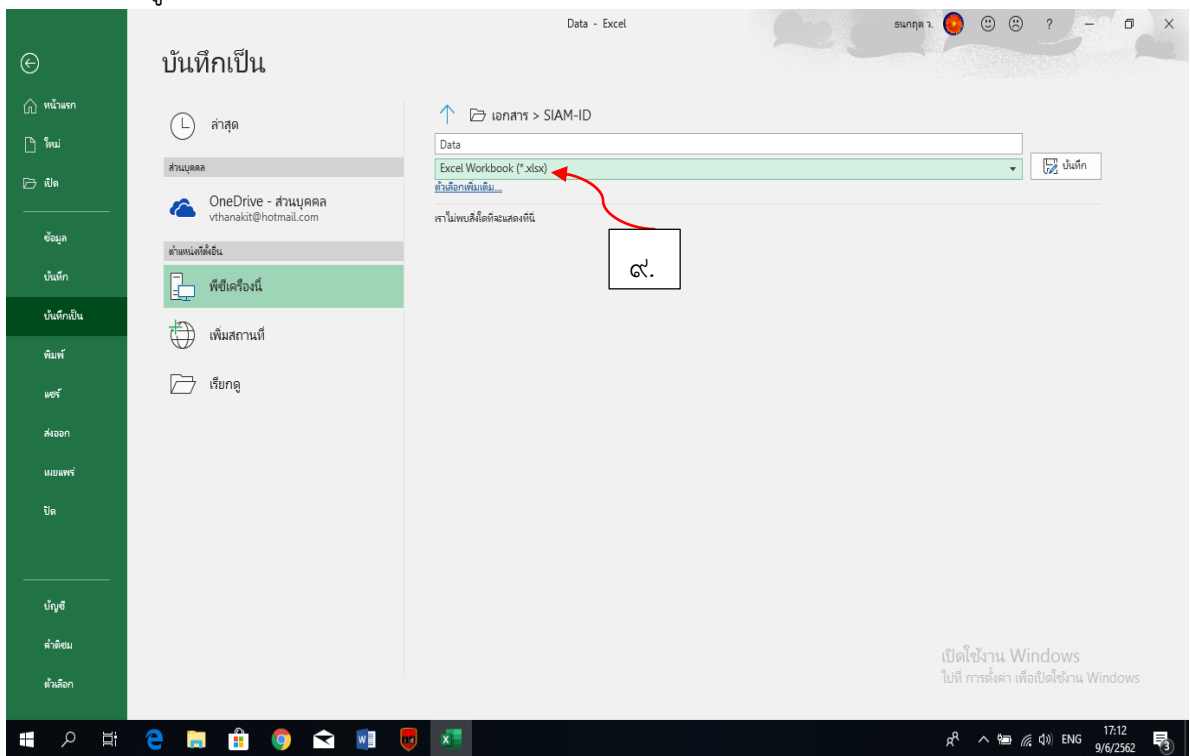 Data - Excel
ธนกฤต ว.
?
บันทึกเป็น
หน้าแรก
ใหม่
เปิด
ข้อมูล
บันทึก
บันทึกเป็น
พิมพ์
แชร์
ส่งออก
เผยแพร่
ปิด
บัญชี
คำติชม
ตัวเลือก
ล่าสุด
ส่วนบุคคล
OneDrive - ส่วนบุคคล
vthanakit@hotmail.com
ตำแหน่งที่ตั้งอื่น
พีซีเครื่องนี้
เพิ่มสถานที่
เรียกดู
เอกสาร > SIAM-ID
Data
Excel Workbook (*.xlsx)
บันทึก
ตัวเลือกเพิ่มเติม...
เราไม่พบสิ่งใดที่จะแสดงที่นี่
๙.
เปิดใช้งาน Windows
ไปที่ การตั้งค่า เพื่อเปิดใช้งาน Windows
ENG
17:12
9/6/2562
3